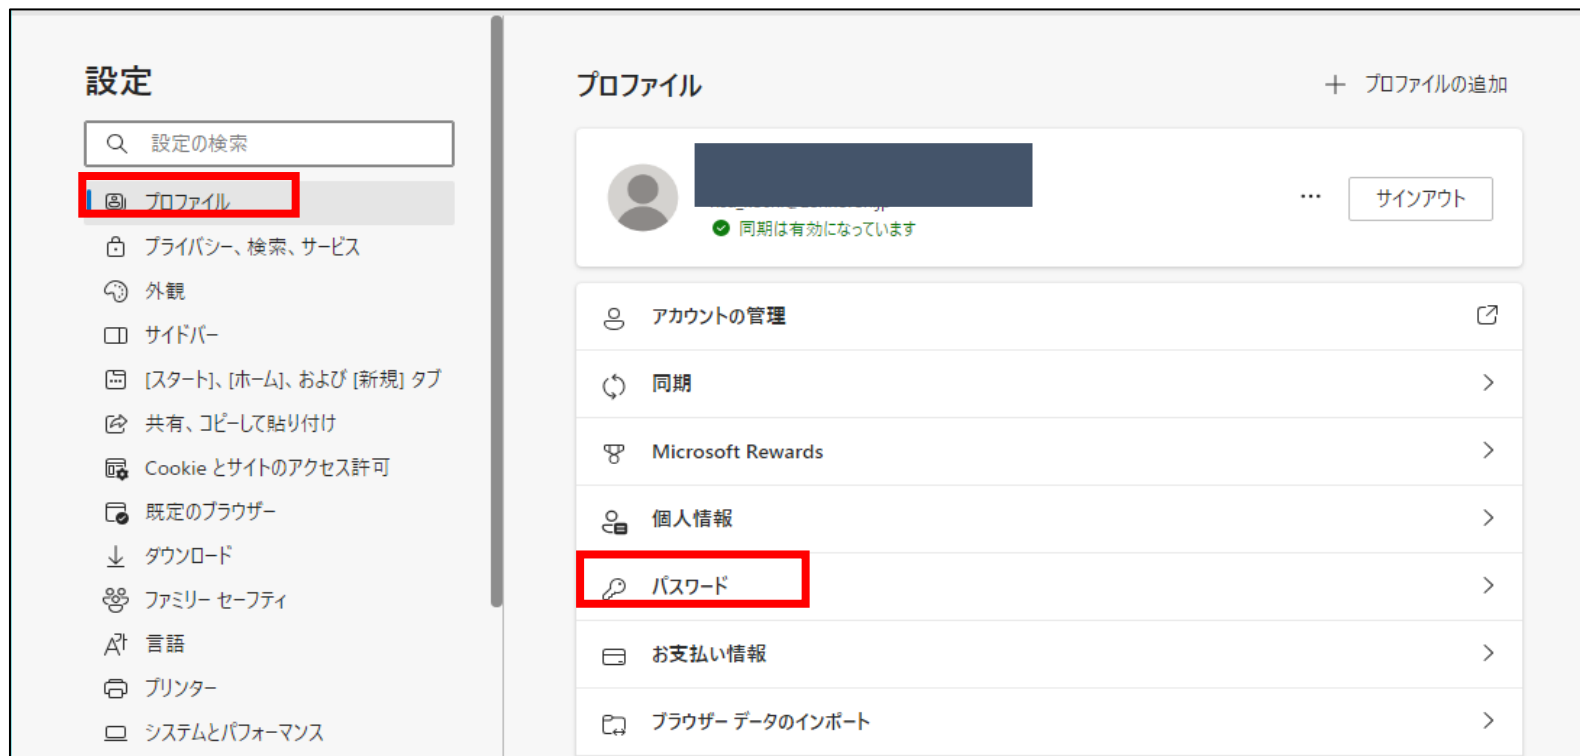 設定
設定の検索
プロファイル
プライバシー、検索、サービス
外観
サイドバー
[スタート]、[ホーム]、および [新規] タブ
共有、コピーして貼り付け
Cookie とサイトのアクセス許可
既定のブラウザー
ダウンロード
ファミリー セーフティ
言語
プリンター
システムとパフォーマンス
プロファイル
プロファイルの追加
同期は有効になっています
サインアウト
アカウントの管理
同期
Microsoft Rewards
個人情報
パスワード
お支払い情報
ブラウザー データのインポート